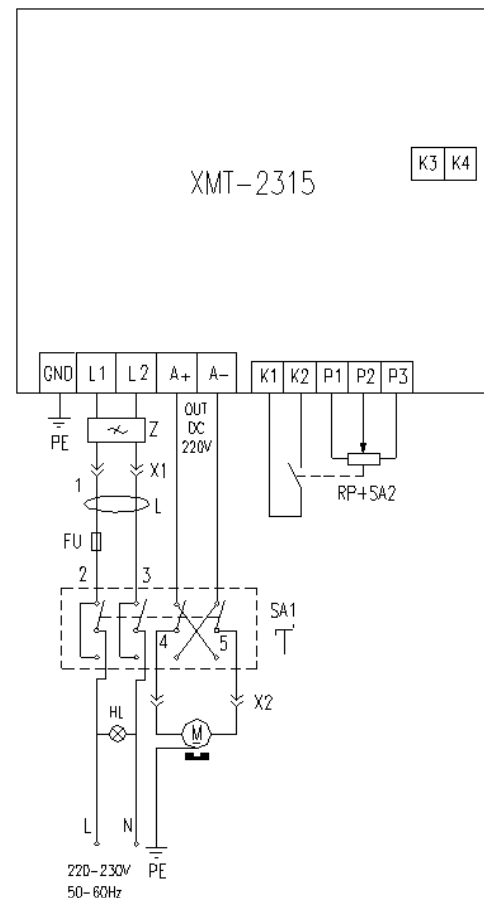 XMT-2315
K3 K4
GND L1 L2 A+ A- K1 K2 P1 P2 P3
PE
Z
OUT
DC
220V
1
X1
L
RP+SA2
FU
2
3
SA1
4
5
X2
HL
M
L
N
PE
220-230V
50-60Hz